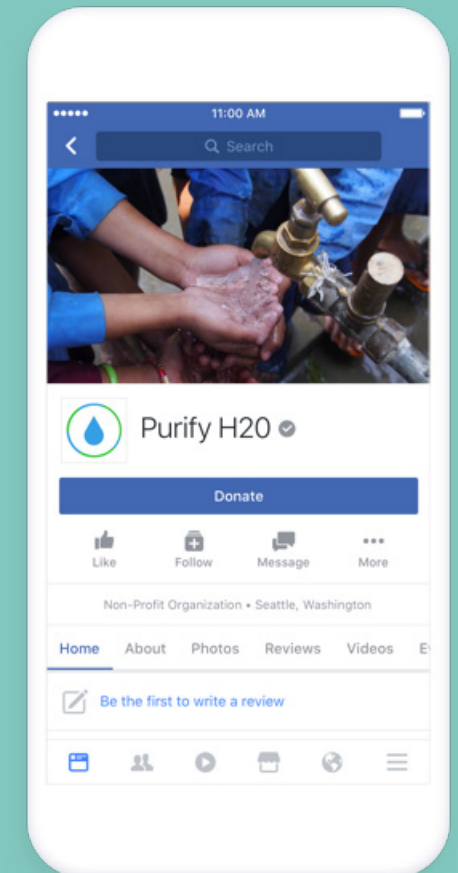 11:00 AM
Search
Purify H20
Donate
Like Follow Message More
Non-Profit Organization • Seattle, Washington
Home About Photos Reviews Videos E
Be the first to write a review